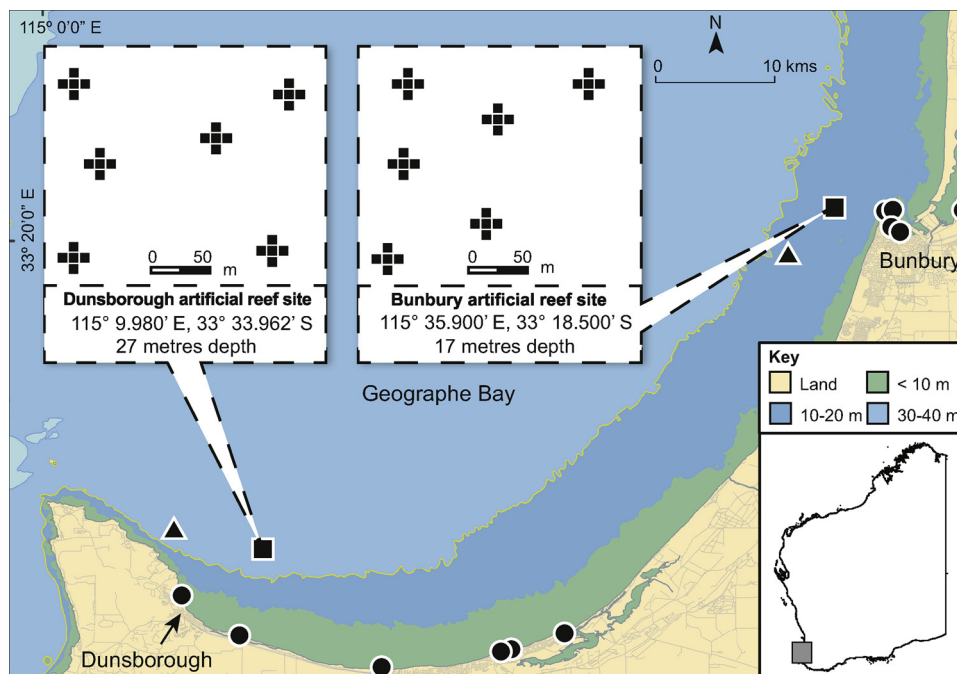 115º 0’0” E
33º 20’0” E
N
0 10 kms
0 50
m
Dunsborough artificial reef site
115° 9.980’ E, 33° 33.962’ S
27 metres depth
0 50
m
Bunbury artificial reef site
115° 35.900’ E, 33° 18.500’ S
17 metres depth
Bunbury
Geographe Bay
Dunsborough
Key
Land
< 10 m
10-20 m
30-40 m